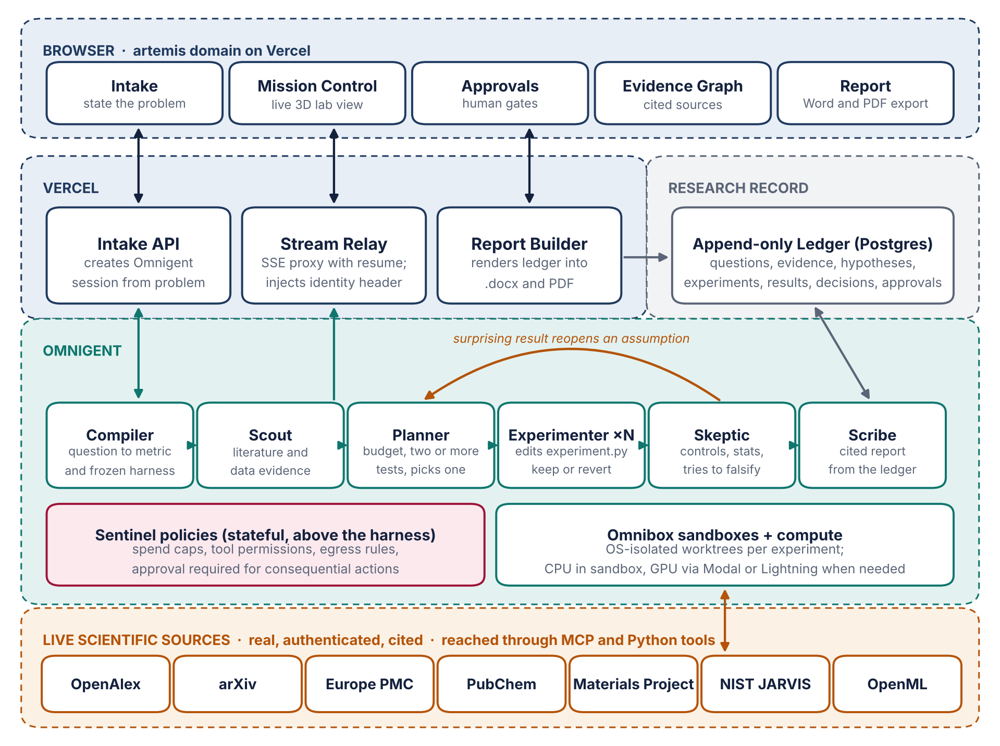 BROWSER · artemis domain on Vercel
Intake
state the problem
Mission Control
live 3D lab view
Approvals
human gates
Evidence Graph
cited sources
Report
Word and PDF export
VERCEL
Intake API
creates Omnigent
session from problem
Stream Relay
SSE proxy with resume;
injects identity header
Report Builder
renders ledger into
.docx and PDF
RESEARCH RECORD
Append-only Ledger (Postgres)
questions, evidence, hypotheses,
experiments, results, decisions, approvals
OMNIGENT
surprising result reopens an assumption
Compiler
question to metric
and frozen harness
Scout
literature and
data evidence
Planner
budget, two or more
tests, picks one
Experimenter ×N
edits experiment.py
keep or revert
Skeptic
controls, stats,
tries to falsify
Scribe
cited report
from the ledger
Sentinel policies (stateful, above the harness)
spend caps, tool permissions, egress rules,
approval required for consequential actions
Omnibox sandboxes + compute
OS-isolated worktrees per experiment;
CPU in sandbox, GPU via Modal or Lightning when needed
LIVE SCIENTIFIC SOURCES · real, authenticated, cited · reached through MCP and Python tools
OpenAlex
arXiv
Europe PMC
PubChem
Materials Project
NIST JARVIS
OpenML